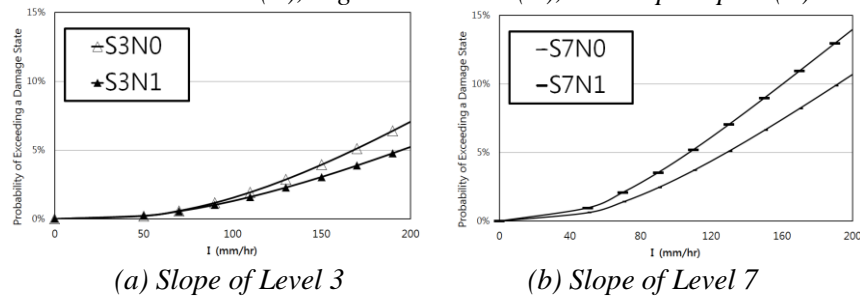 15%
10%
5%
0%
Probability of Exceeding a Damage State
S3N0
S3N1
0 50 100 150 200
I (mm/hr)
(a) Slope of Level 3
15%
10%
5%
0%
Probability of Exceeding a Damage State
S7N0
S7N1
0 40 80 120 160 200
I (mm/hr)
(b) Slope of Level 7